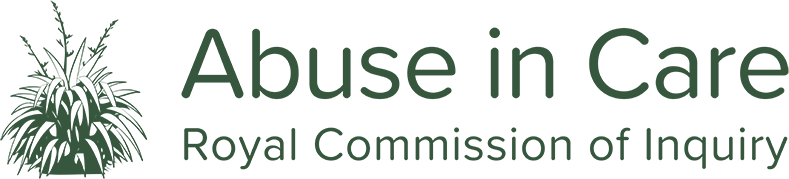 Abuse in Care
Royal Commission of Inquiry